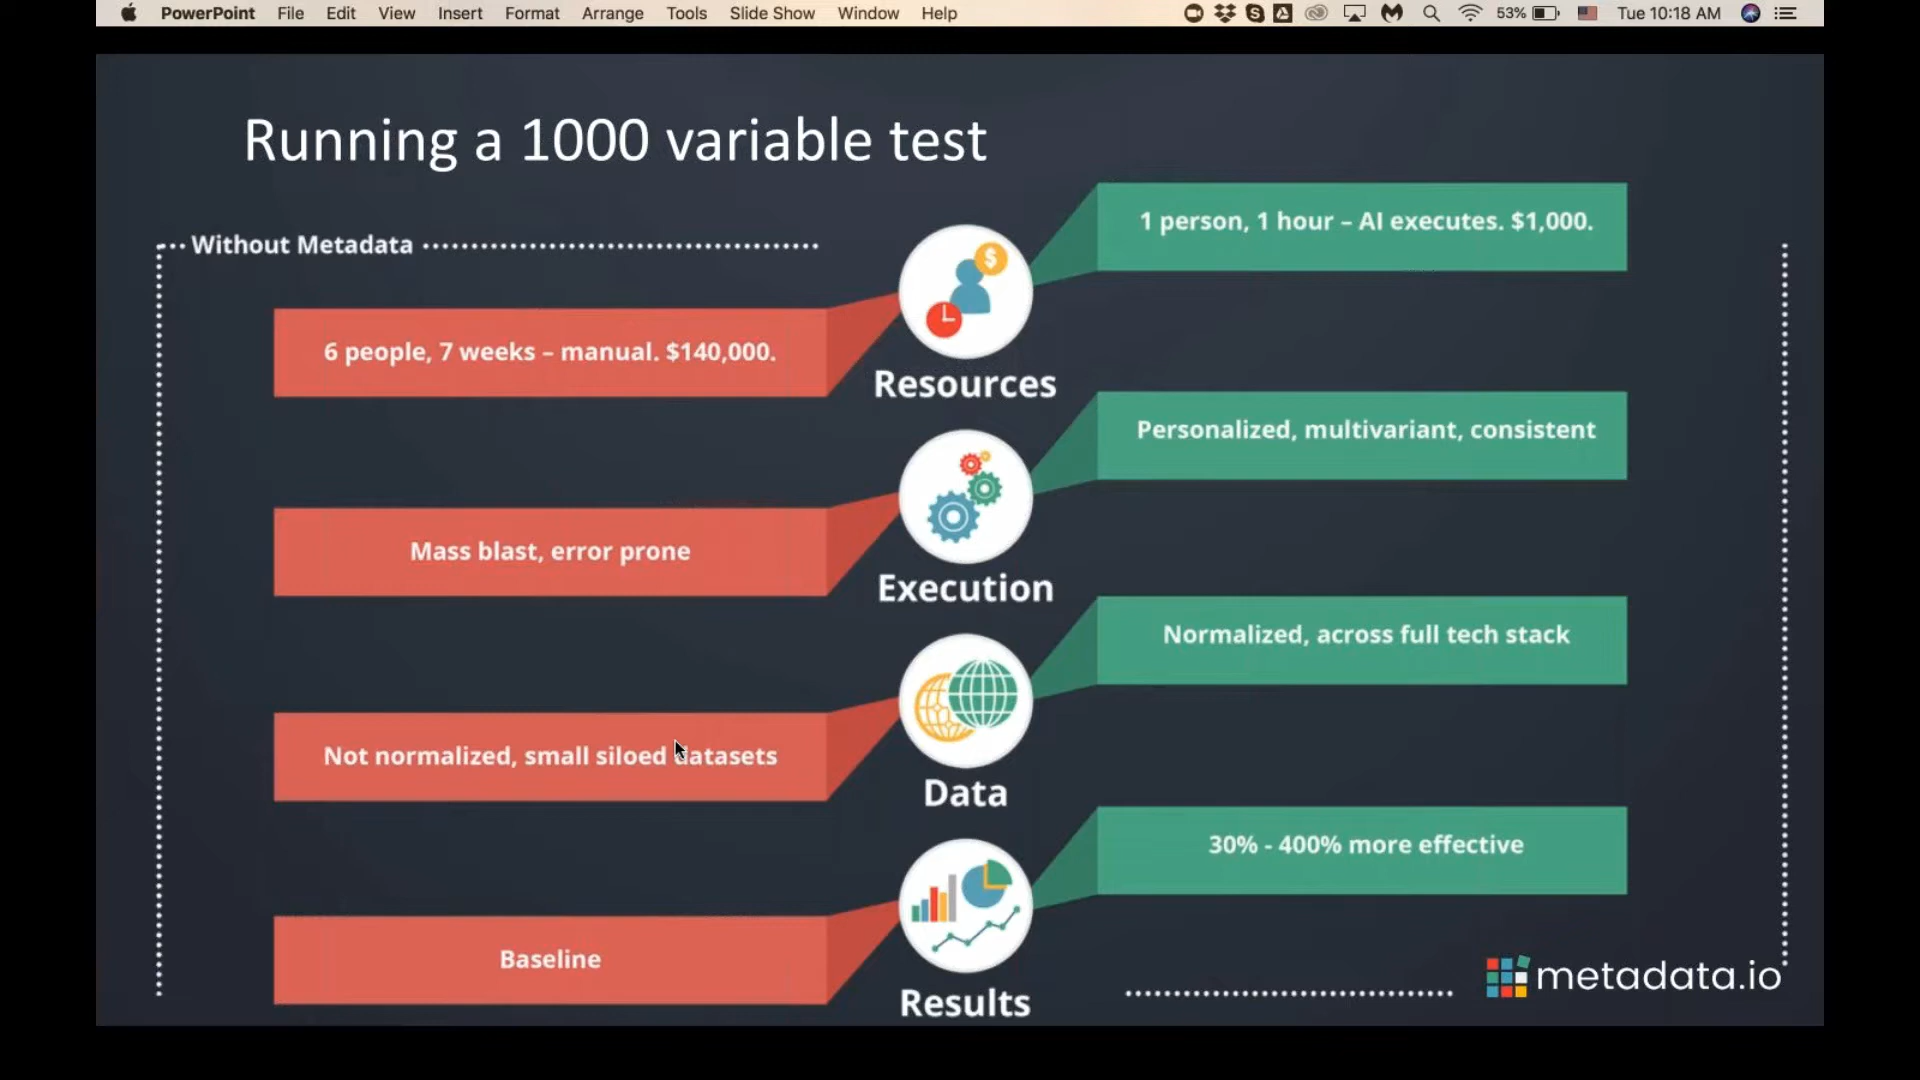 PowerPoint File Edit View Insert Format Arrange Tools Slide Show Window Help 53% Tue 10:18 AM
Running a 1000 variable test
Without Metadata
1 person, 1 hour – AI executes. $1,000.
6 people, 7 weeks – manual. $140,000.
Resources
Personalized, multivariant, consistent
Mass blast, error prone
Execution
Normalized, across full tech stack
Not normalized, small siloed datasets
Data
30% - 400% more effective
Baseline
Results
metadata.io